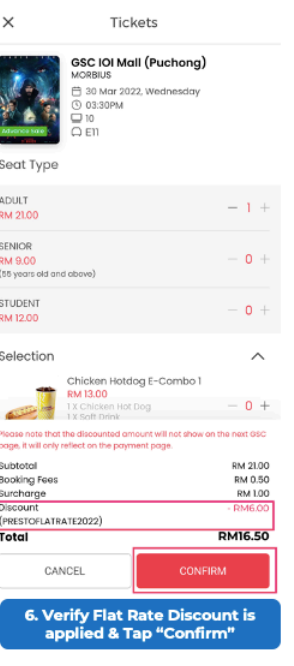 × Tickets
GSC IOI Mall (Puchong)
MORBIUS
30 Mar 2022, Wednesday
03:30PM
10
E11
Advance Sale
Seat Type
ADULT
RM 21.00
− 1 +
SENIOR
RM 9.00
(55 years old and above)
− 0 +
STUDENT
RM 12.00
− 0 +
Selection
Chicken Hotdog E-Combo 1
RM 13.00
1 X Chicken Hot Dog
1 X Soft Drink
− 0 +
Please note that the discounted amount will not show on the next GSC
page, it will only reflect on the payment page.
Subtotal RM 21.00
Booking Fees RM 0.50
Surcharge RM 1.00
Discount - RM6.00
(PRESTOFLATRATE2022)
Total RM16.50
CANCEL CONFIRM
6. Verify Flat Rate Discount is
applied & Tap “Confirm”